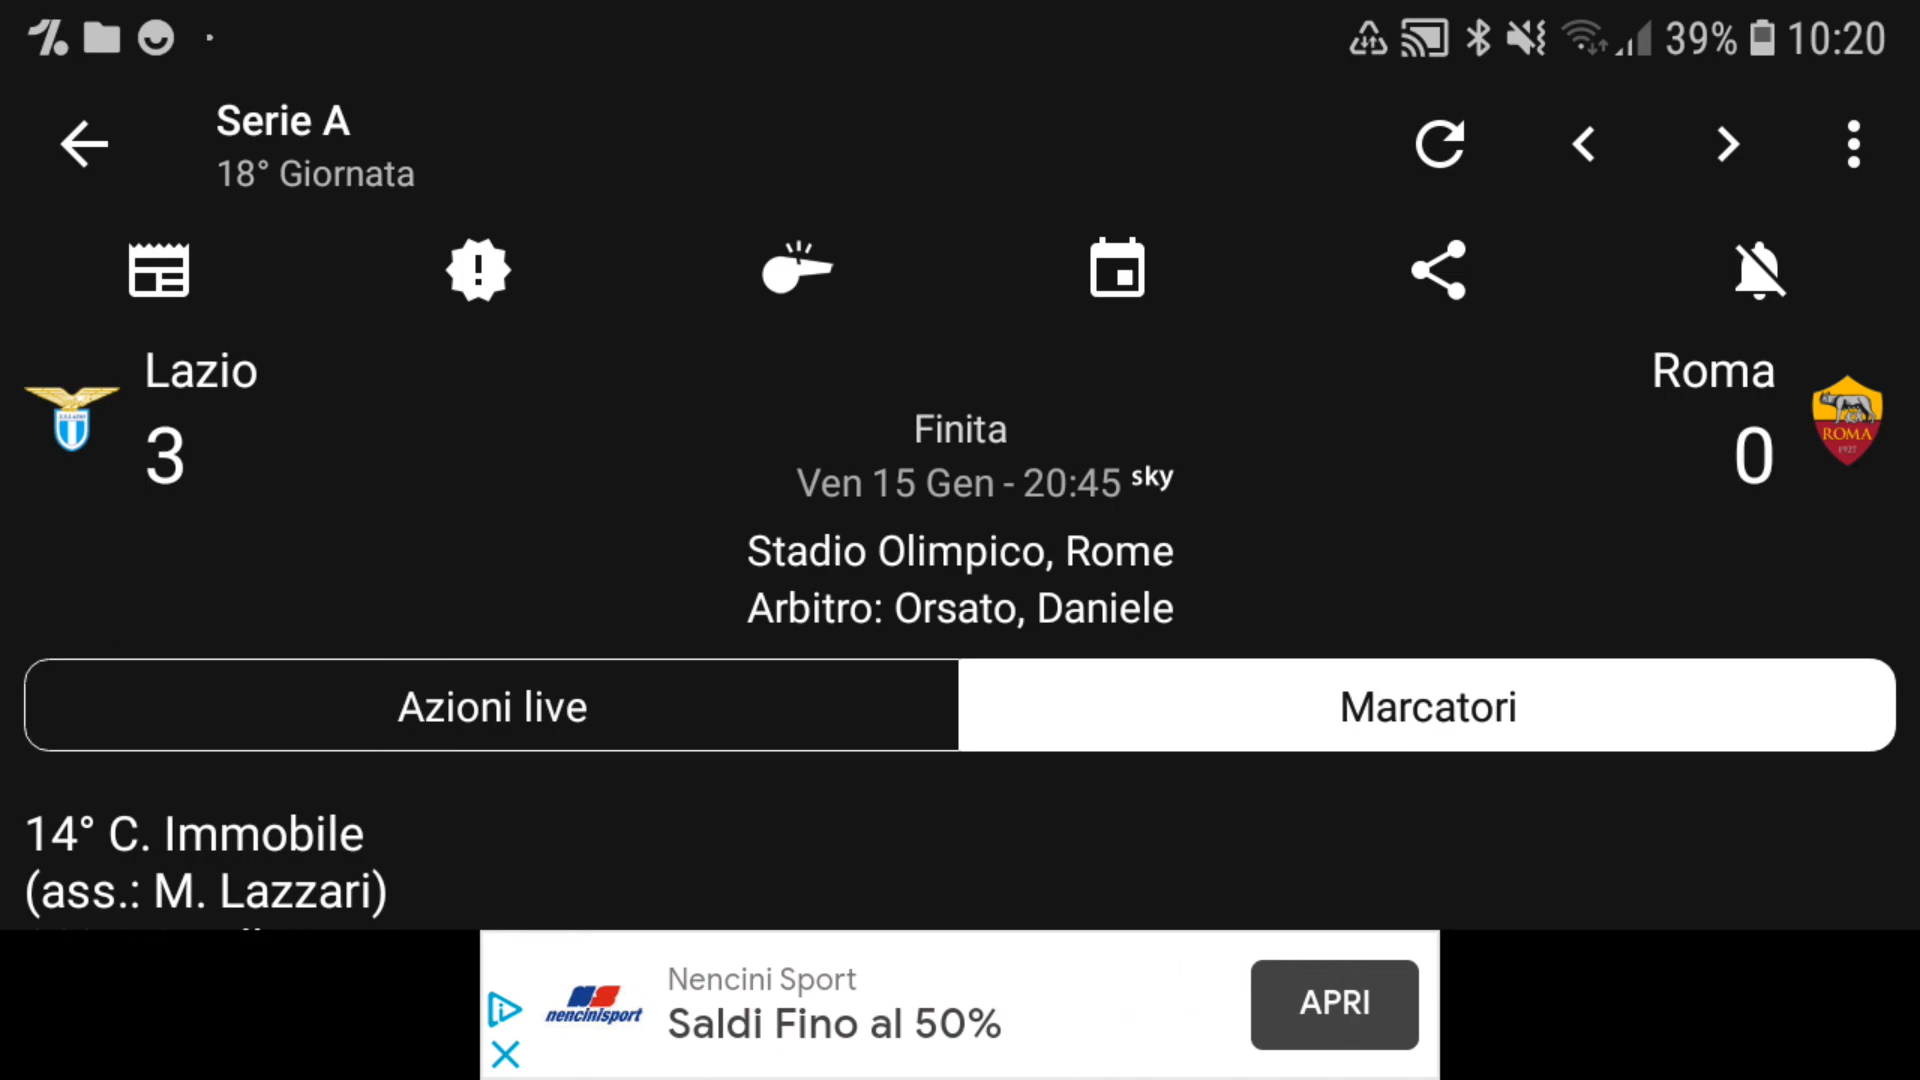 39% 10:20
Serie A
18° Giornata
Lazio
Roma
3
0
Finita
Ven 15 Gen - 20:45 sky
Stadio Olimpico, Rome
Arbitro: Orsato, Daniele
Azioni live
Marcatori
14° C. Immobile
(ass.: M. Lazzari)
ROMA
1927
Nencini Sport
nencinisport
Saldi Fino al 50%
APRI